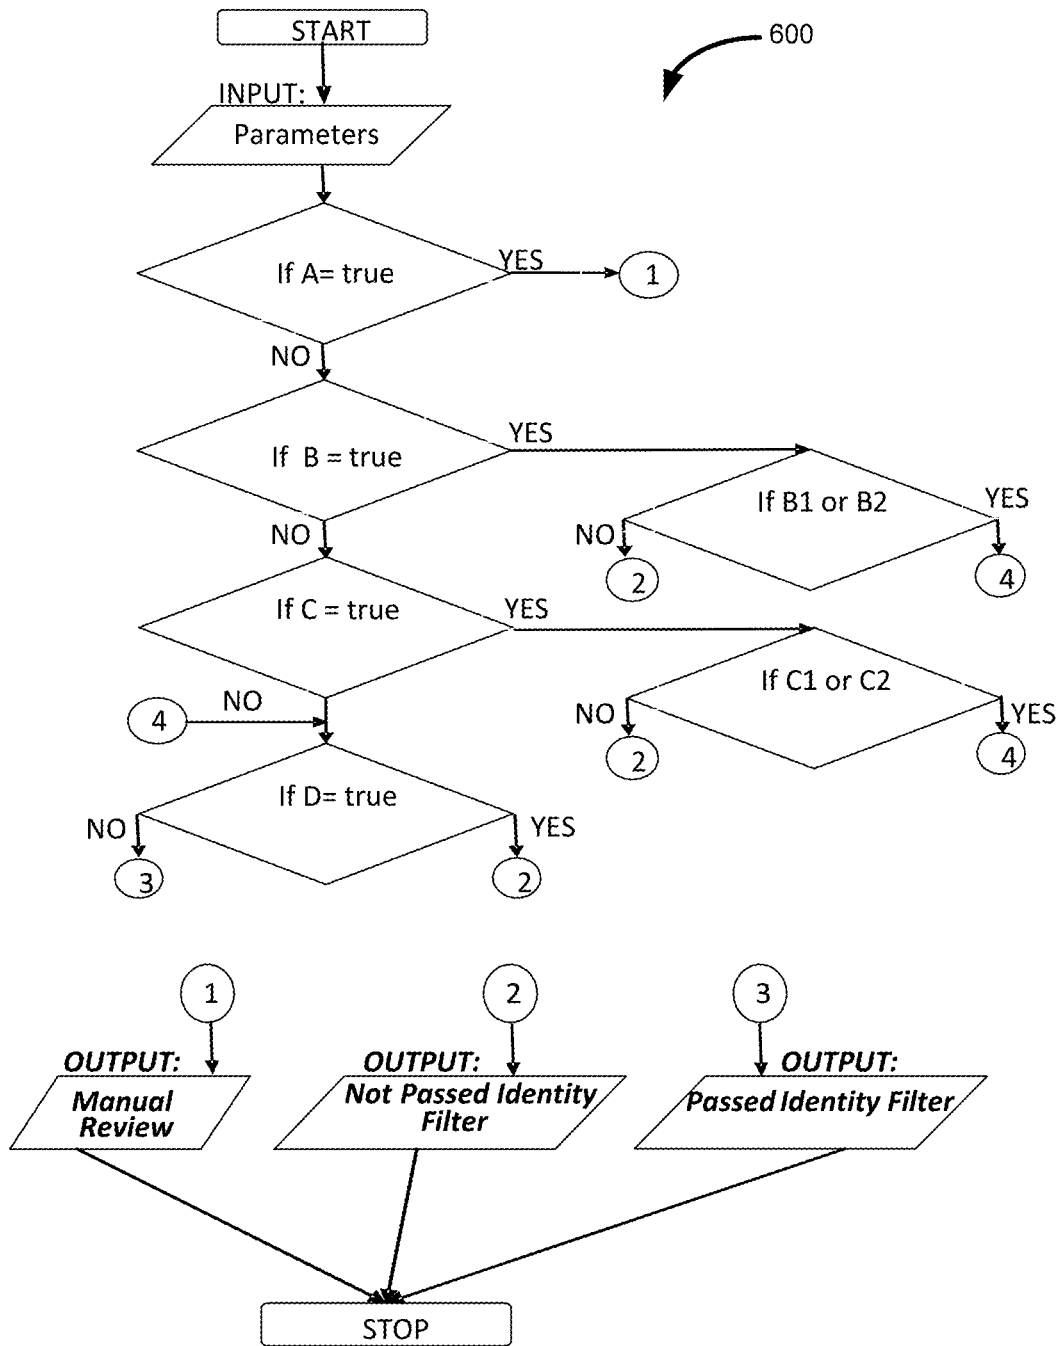 START
600
INPUT:
Parameters
If A= true
YES
1
NO
If B = true
YES
If B1 or B2
YES
NO
NO
2
4
If C = true
YES
If C1 or C2
NO
YES
NO
4
2
4
If D= true
NO
YES
3
2
1
2
3
OUTPUT:
OUTPUT:
OUTPUT:
Manual
Review
Not Passed Identity
Filter
Passed Identity Filter
STOP